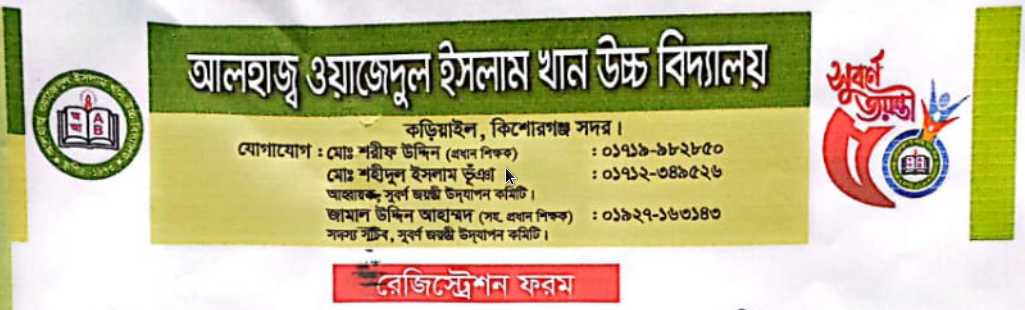 আলহাজ্ব ওয়াজেদুল ইসলাম খান উচ্চ বিদ্যালয়
সুবর্ণ
জয়ন্তী
৫০
অ A
আ B
কড়িয়াইল, কিশোরগঞ্জ সদর।
যোগাযোগ : মোঃ শরীফ উদ্দিন (প্রধান শিক্ষক) : ০১৭১৯-৯৮২৮৫০
মোঃ শহীদুল ইসলাম ভূঁঞা : ০১৭১২-৩৪৯৫২৬
আহ্বায়ক, সুবর্ণ জয়ন্তী উদ্‌যাপন কমিটি।
জামাল উদ্দিন আহাম্মদ (সহ. প্রধান শিক্ষক) : ০১৯২৭-১৬৩১৪৩
সদস্য সচিব, সুবর্ণ জয়ন্তী উদ্‌যাপন কমিটি।
রেজিস্ট্রেশন ফরম